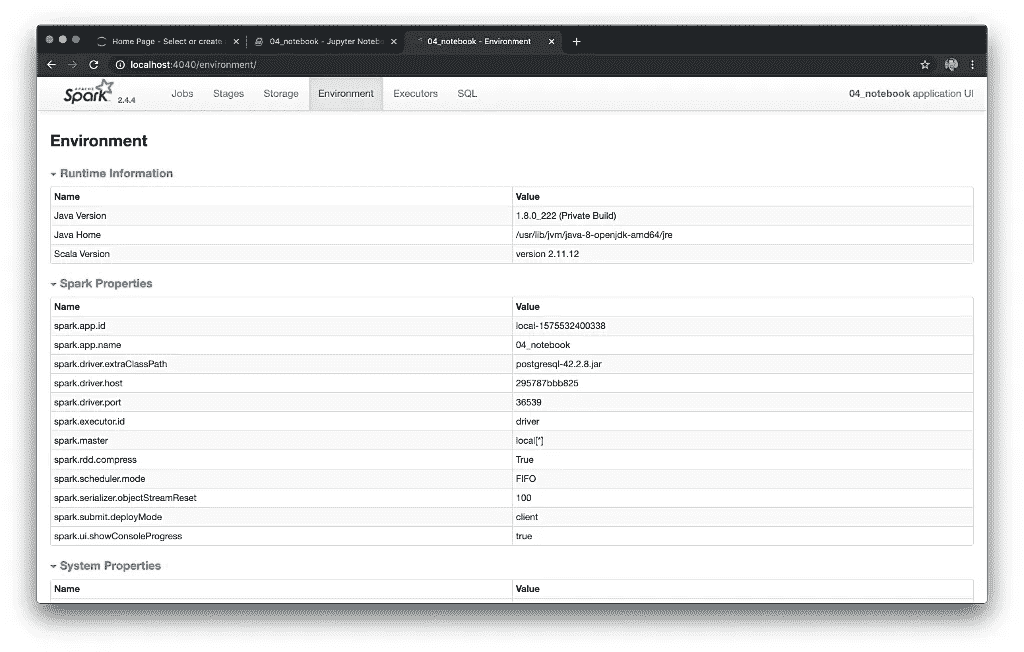 Home Page - Select or create 04_notebook - Jupyter Noteb 04_notebook - Environment
localhost:4040/environment/
APACHE Spark 2.4.4 Jobs Stages Storage Environment Executors SQL 04_notebook application UI
Environment
Runtime Information
Name Value
Java Version 1.8.0_222 (Private Build)
Java Home /usr/lib/jvm/java-8-openjdk-amd64/jre
Scala Version version 2.11.12
Spark Properties
Name Value
spark.app.id local-1575532400338
spark.app.name 04_notebook
spark.driver.extraClassPath postgresql-42.2.8.jar
spark.driver.host 295787bbb825
spark.driver.port 36539
spark.executor.id driver
spark.master local[*]
spark.rdd.compress True
spark.scheduler.mode FIFO
spark.serializer.objectStreamReset 100
spark.submit.deployMode client
spark.ui.showConsoleProgress true
System Properties
Name Value